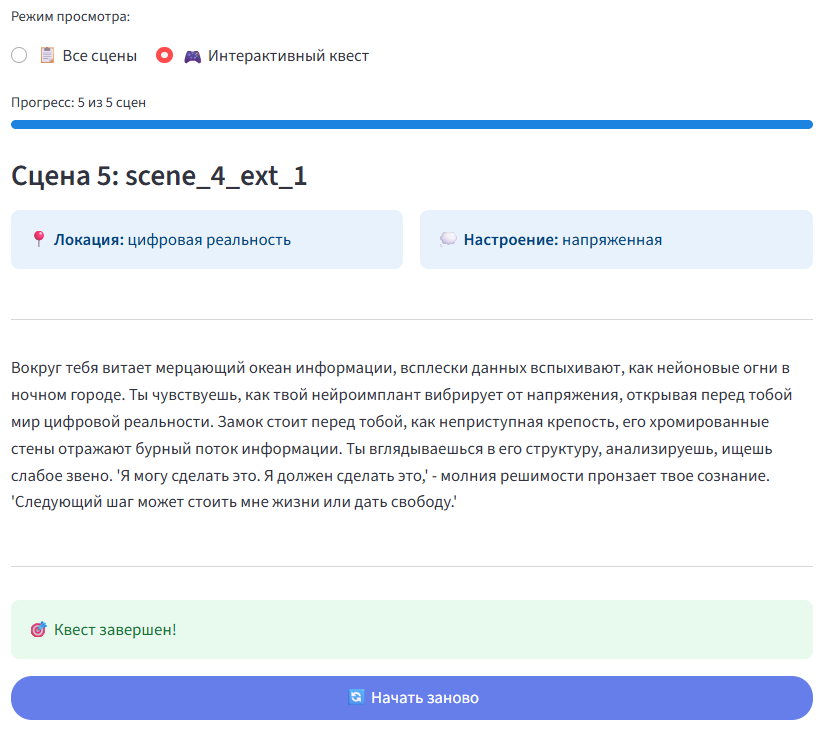 Режим просмотра:
Все сцены Интерактивный квест
Прогресс: 5 из 5 сцен
Сцена 5: scene_4_ext_1
Локация: цифровая реальность
Настроение: напряженная
Вокруг тебя витает мерцающий океан информации, всплески данных вспыхивают, как нейоновые огни в
ночном городе. Ты чувствуешь, как твой нейроимплант вибрирует от напряжения, открывая перед тобой
мир цифровой реальности. Замок стоит перед тобой, как неприступная крепость, его хромированные
стены отражают бурный поток информации. Ты вглядываешься в его структуру, анализируешь, ищешь
слабое звено. 'Я могу сделать это. Я должен сделать это,' - молния решимости пронзает твое сознание.
'Следующий шаг может стоить мне жизни или дать свободу.'
Квест завершен!
Начать заново